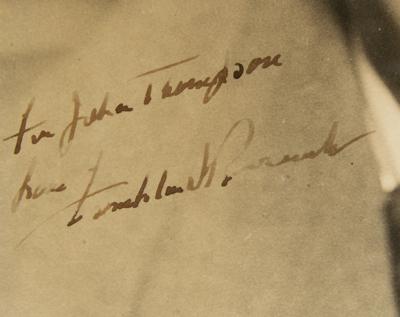 For John Thompson
from
Franklin D Roosevelt